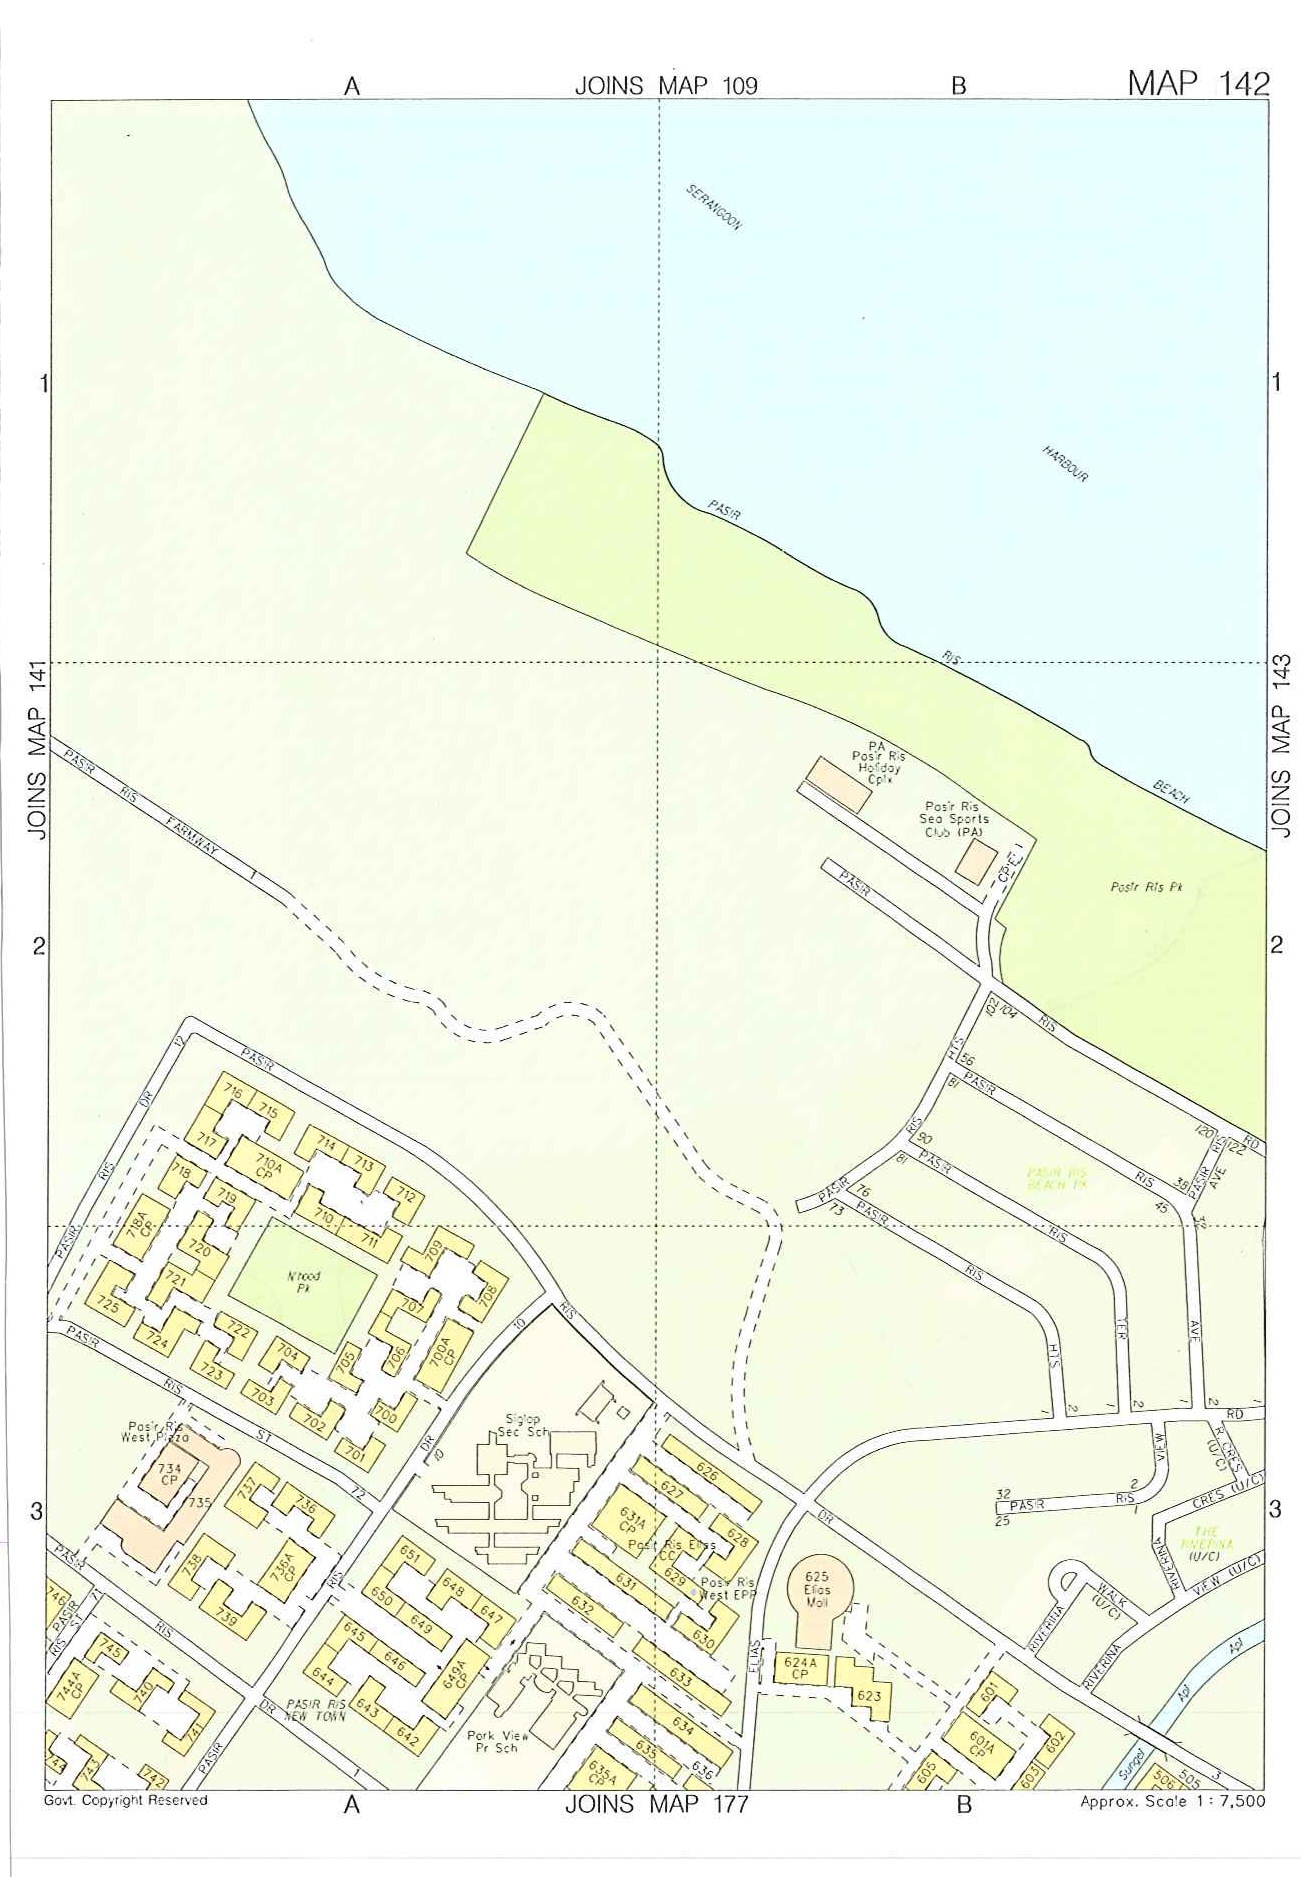 A
JOINS MAP 109
B
MAP 142
SERANGOON
HARBOUR
1
1
PASIR
RIS
BEACH
JOINS MAP 141
JOINS MAP 143
PASIR
RIS
FARMWAY
1
PA
Pasir Ris
Holiday
Cplx
Pasir Ris
Sea Sports
Club (PA)
Pasir Ris Pk
PASIR
RIS
RD
2
2
102
104
HTS
56
81
PASIR
RIS
90
81
PASIR
RIS
PASIR
76
73
PASIR
RIS
HTS
RIS
TER
RIS
AVE
PASIR RIS
BEACH PK
120
122
38
PASIR RIS
AVE
45
32
12
DR
RIS
PASIR
PASIR
RIS
716
715
717
714
713
710A
CP
712
718
719
710
711
718A
CP
720
709
721
N'hood
Pk
708
725
707
722
724
704
705
706
700A
CP
723
703
702
700
701
PASIR
RIS
ST
72
10
DR
10
RIS
PASIR
Pasir Ris
West Plaza
734
CP
735
737
736
736A
CP
738
739
Siglap
Sec Sch
626
627
628
631A
CP
Pasir Ris Elias
CC
629
Pasir Ris
West EPP
631
632
630
633
634
635
636
635A
CP
651
650
648
649
647
645
646
644
649A
CP
643
642
PASIR RIS
NEW TOWN
Park View
Pr Sch
PASIR
RIS
DR
1
PASIR
RIS
ST
71
746
745
744A
CP
740
741
743
742
DR
3
ELIAS
RD
1
2
1
2
2
1
625
Elias
Mall
624A
CP
623
601
601A
CP
602
603
605
506
505
32
25
PASIR
RIS
VIEW
2
1
R. CRES
(U/C)
CRES (U/C)
RIVERINA
THE
RIVERINA
(U/C)
VIEW (U/C)
WALK
(U/C)
RIVERINA
RIVERINA
Sungei
Api
Api
3
3
Govt. Copyright Reserved
A
JOINS MAP 177
B
Approx. Scale 1 : 7,500